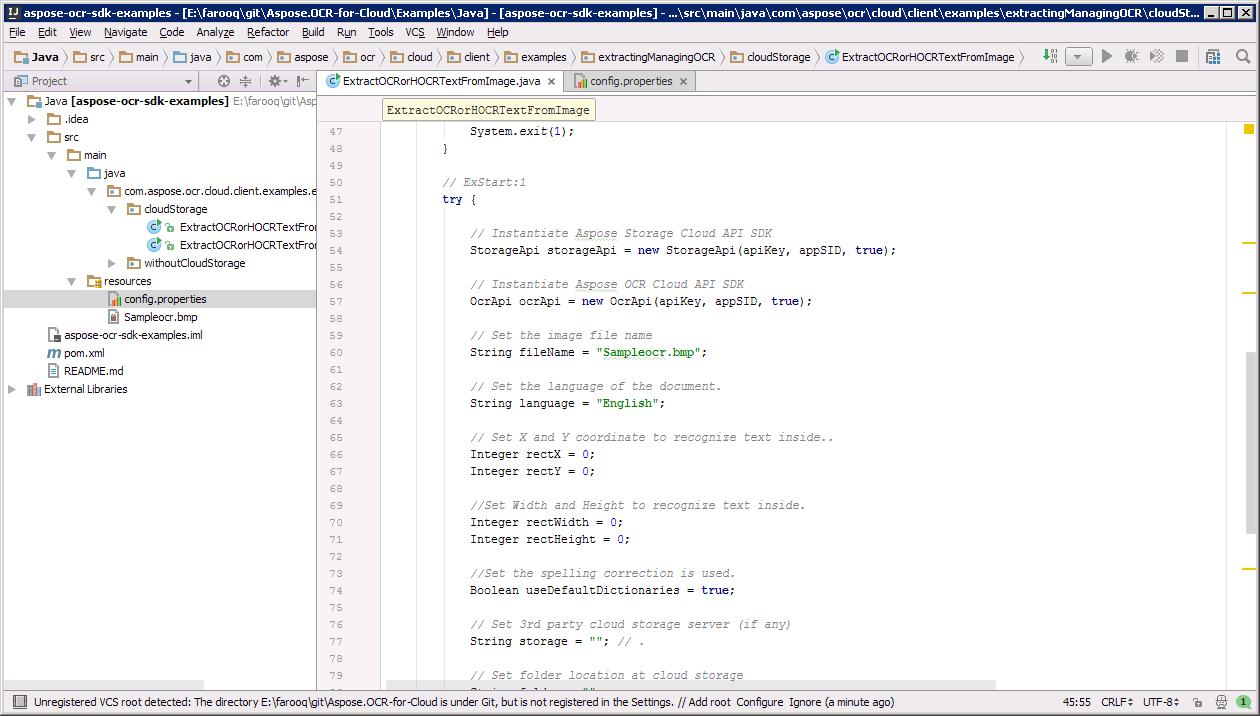 aspose-ocr-sdk-examples - [E:\farooq\git\Aspose.OCR-for-Cloud\Examples\Java] - [aspose-ocr-sdk-examples] - ...\src\main\java\com\aspose\ocr\cloud\client\examples\extractingManagingOCR\cloudSt...
File Edit View Navigate Code Analyze Refactor Build Run Tools VCS Window Help
Java src main java com aspose ocr cloud client examples extractingManagingOCR cloudStorage ExtractOCRorHOCRTextFromImage
Project
ExtractOCRorHOCRTextFromImage.java config.properties
Java [aspose-ocr-sdk-examples] E:\farooq\git\Asp
.idea
src
main
java
com.aspose.ocr.cloud.client.examples.e
cloudStorage
ExtractOCRorHOCRTextFro
ExtractOCRorHOCRTextFro
withoutCloudStorage
resources
config.properties
Sampleocr.bmp
aspose-ocr-sdk-examples.iml
pom.xml
README.md
External Libraries
ExtractOCRorHOCRTextFromImage
47 System.exit(1);
48 }
49
50 // ExStart:1
51 try {
52
53 // Instantiate Aspose Storage Cloud API SDK
54 StorageApi storageApi = new StorageApi(apiKey, appSID, true);
55
56 // Instantiate Aspose OCR Cloud API SDK
57 OcrApi ocrApi = new OcrApi(apiKey, appSID, true);
58
59 // Set the image file name
60 String fileName = "Sampleocr.bmp";
61
62 // Set the language of the document.
63 String language = "English";
64
65 // Set X and Y coordinate to recognize text inside..
66 Integer rectX = 0;
67 Integer rectY = 0;
68
69 //Set Width and Height to recognize text inside.
70 Integer rectWidth = 0;
71 Integer rectHeight = 0;
72
73 //Set the spelling correction is used.
74 Boolean useDefaultDictionaries = true;
75
76 // Set 3rd party cloud storage server (if any)
77 String storage = ""; // .
78
79 // Set folder location at cloud storage
Unregistered VCS root detected: The directory E:\farooq\git\Aspose.OCR-for-Cloud is under Git, but is not registered in the Settings. // Add root Configure Ignore (a minute ago) 45:55 CRLF UTF-8 1